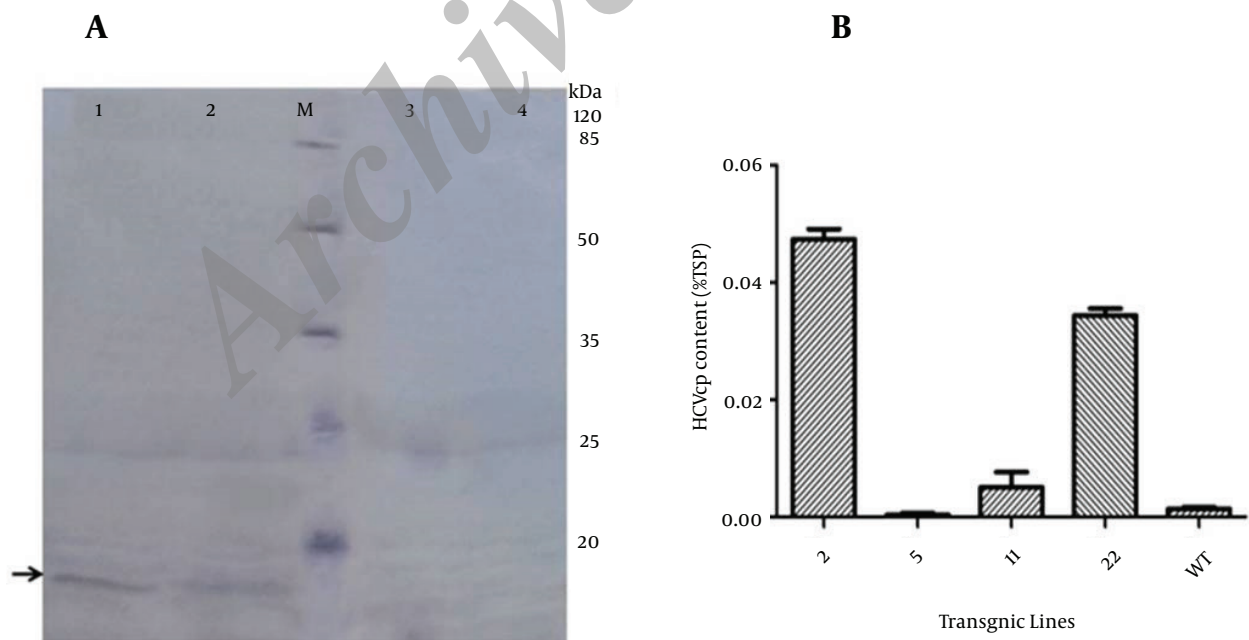 A
B
1 2 M 3 4
kDa
120
85
50
35
25
20
Archiv
0.06
0.04
0.02
0.00
HCVcp content (%TSP)
2 5 11 22 WT
Transgnic Lines